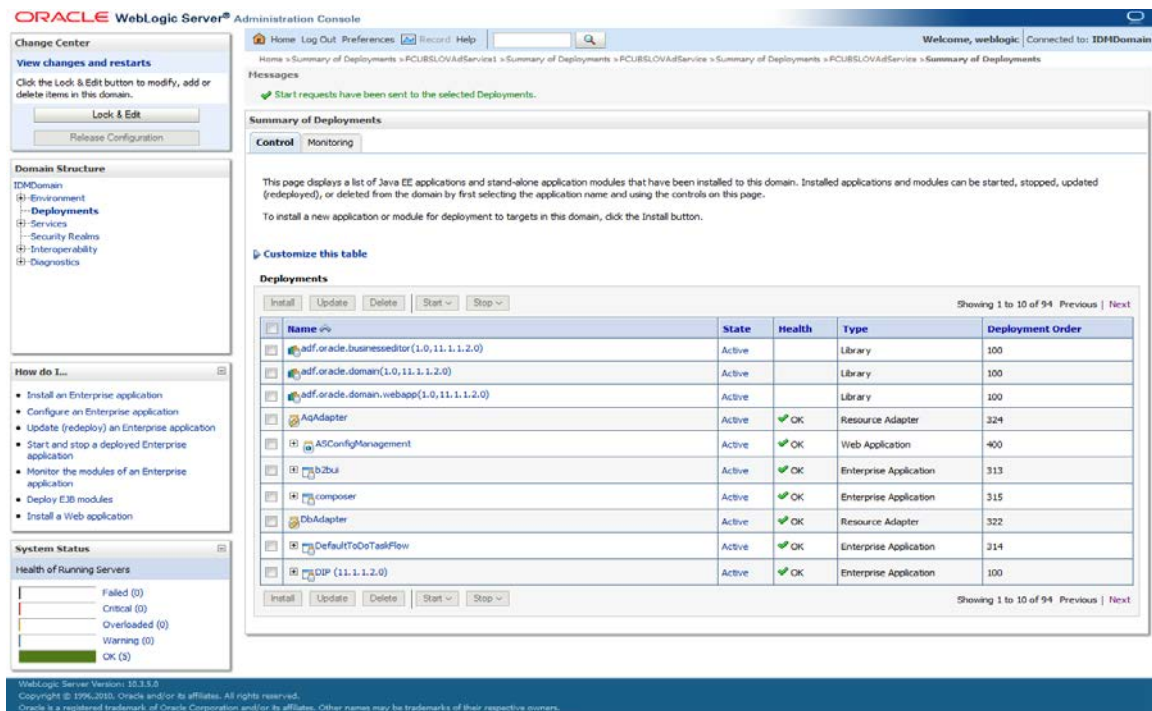 ORACLE WebLogic Server® Administration Console
Change Center
View changes and restarts
Click the Lock & Edit button to modify, add or
delete items in this domain.
Lock & Edit
Release Configuration
Domain Structure
IDMDomain
Environment
Deployments
Services
Security Realms
Interoperability
Diagnostics
How do I...
Install an Enterprise application
Configure an Enterprise application
Update (redeploy) an Enterprise application
Start and stop a deployed Enterprise
application
Monitor the modules of an Enterprise
application
Deploy EJB modules
Install a Web application
System Status
Health of Running Servers
Failed (0)
Critical (0)
Overloaded (0)
Warning (0)
OK (5)
Home Log Out Preferences Record Help
Welcome, weblogic Connected to: IDMDomain
Home >Summary of Deployments >FCUBSLOVAdService1 >Summary of Deployments >FCUBSLOVAdService >Summary of Deployments >FCUBSLOVAdService >Summary of Deployments
Messages
Start requests have been sent to the selected Deployments.
Summary of Deployments
Control Monitoring
This page displays a list of Java EE applications and stand-alone application modules that have been installed to this domain. Installed applications and modules can be started, stopped, updated
(redeployed), or deleted from the domain by first selecting the application name and using the controls on this page.
To install a new application or module for deployment to targets in this domain, click the Install button.
Customize this table
Deployments
Install Update Delete Start Stop Showing 1 to 10 of 94 Previous | Next
Name State Health Type Deployment Order
adf.oracle.businesseditor(1.0,11.1.1.2.0) Active Library 100
adf.oracle.domain(1.0,11.1.1.2.0) Active Library 100
adf.oracle.domain.webapp(1.0,11.1.1.2.0) Active Library 100
AqAdapter Active OK Resource Adapter 324
ASConfigManagement Active OK Web Application 400
b2bui Active OK Enterprise Application 313
composer Active OK Enterprise Application 315
DbAdapter Active OK Resource Adapter 322
DefaultToDoTaskFlow Active OK Enterprise Application 314
DIP (11.1.1.2.0) Active OK Enterprise Application 100
Install Update Delete Start Stop Showing 1 to 10 of 94 Previous | Next
WebLogic Server Version: 10.3.5.0
Copyright © 1996,2010, Oracle and/or its affiliates. All rights reserved.
Oracle is a registered trademark of Oracle Corporation and/or its affiliates. Other names may be trademarks of their respective owners.